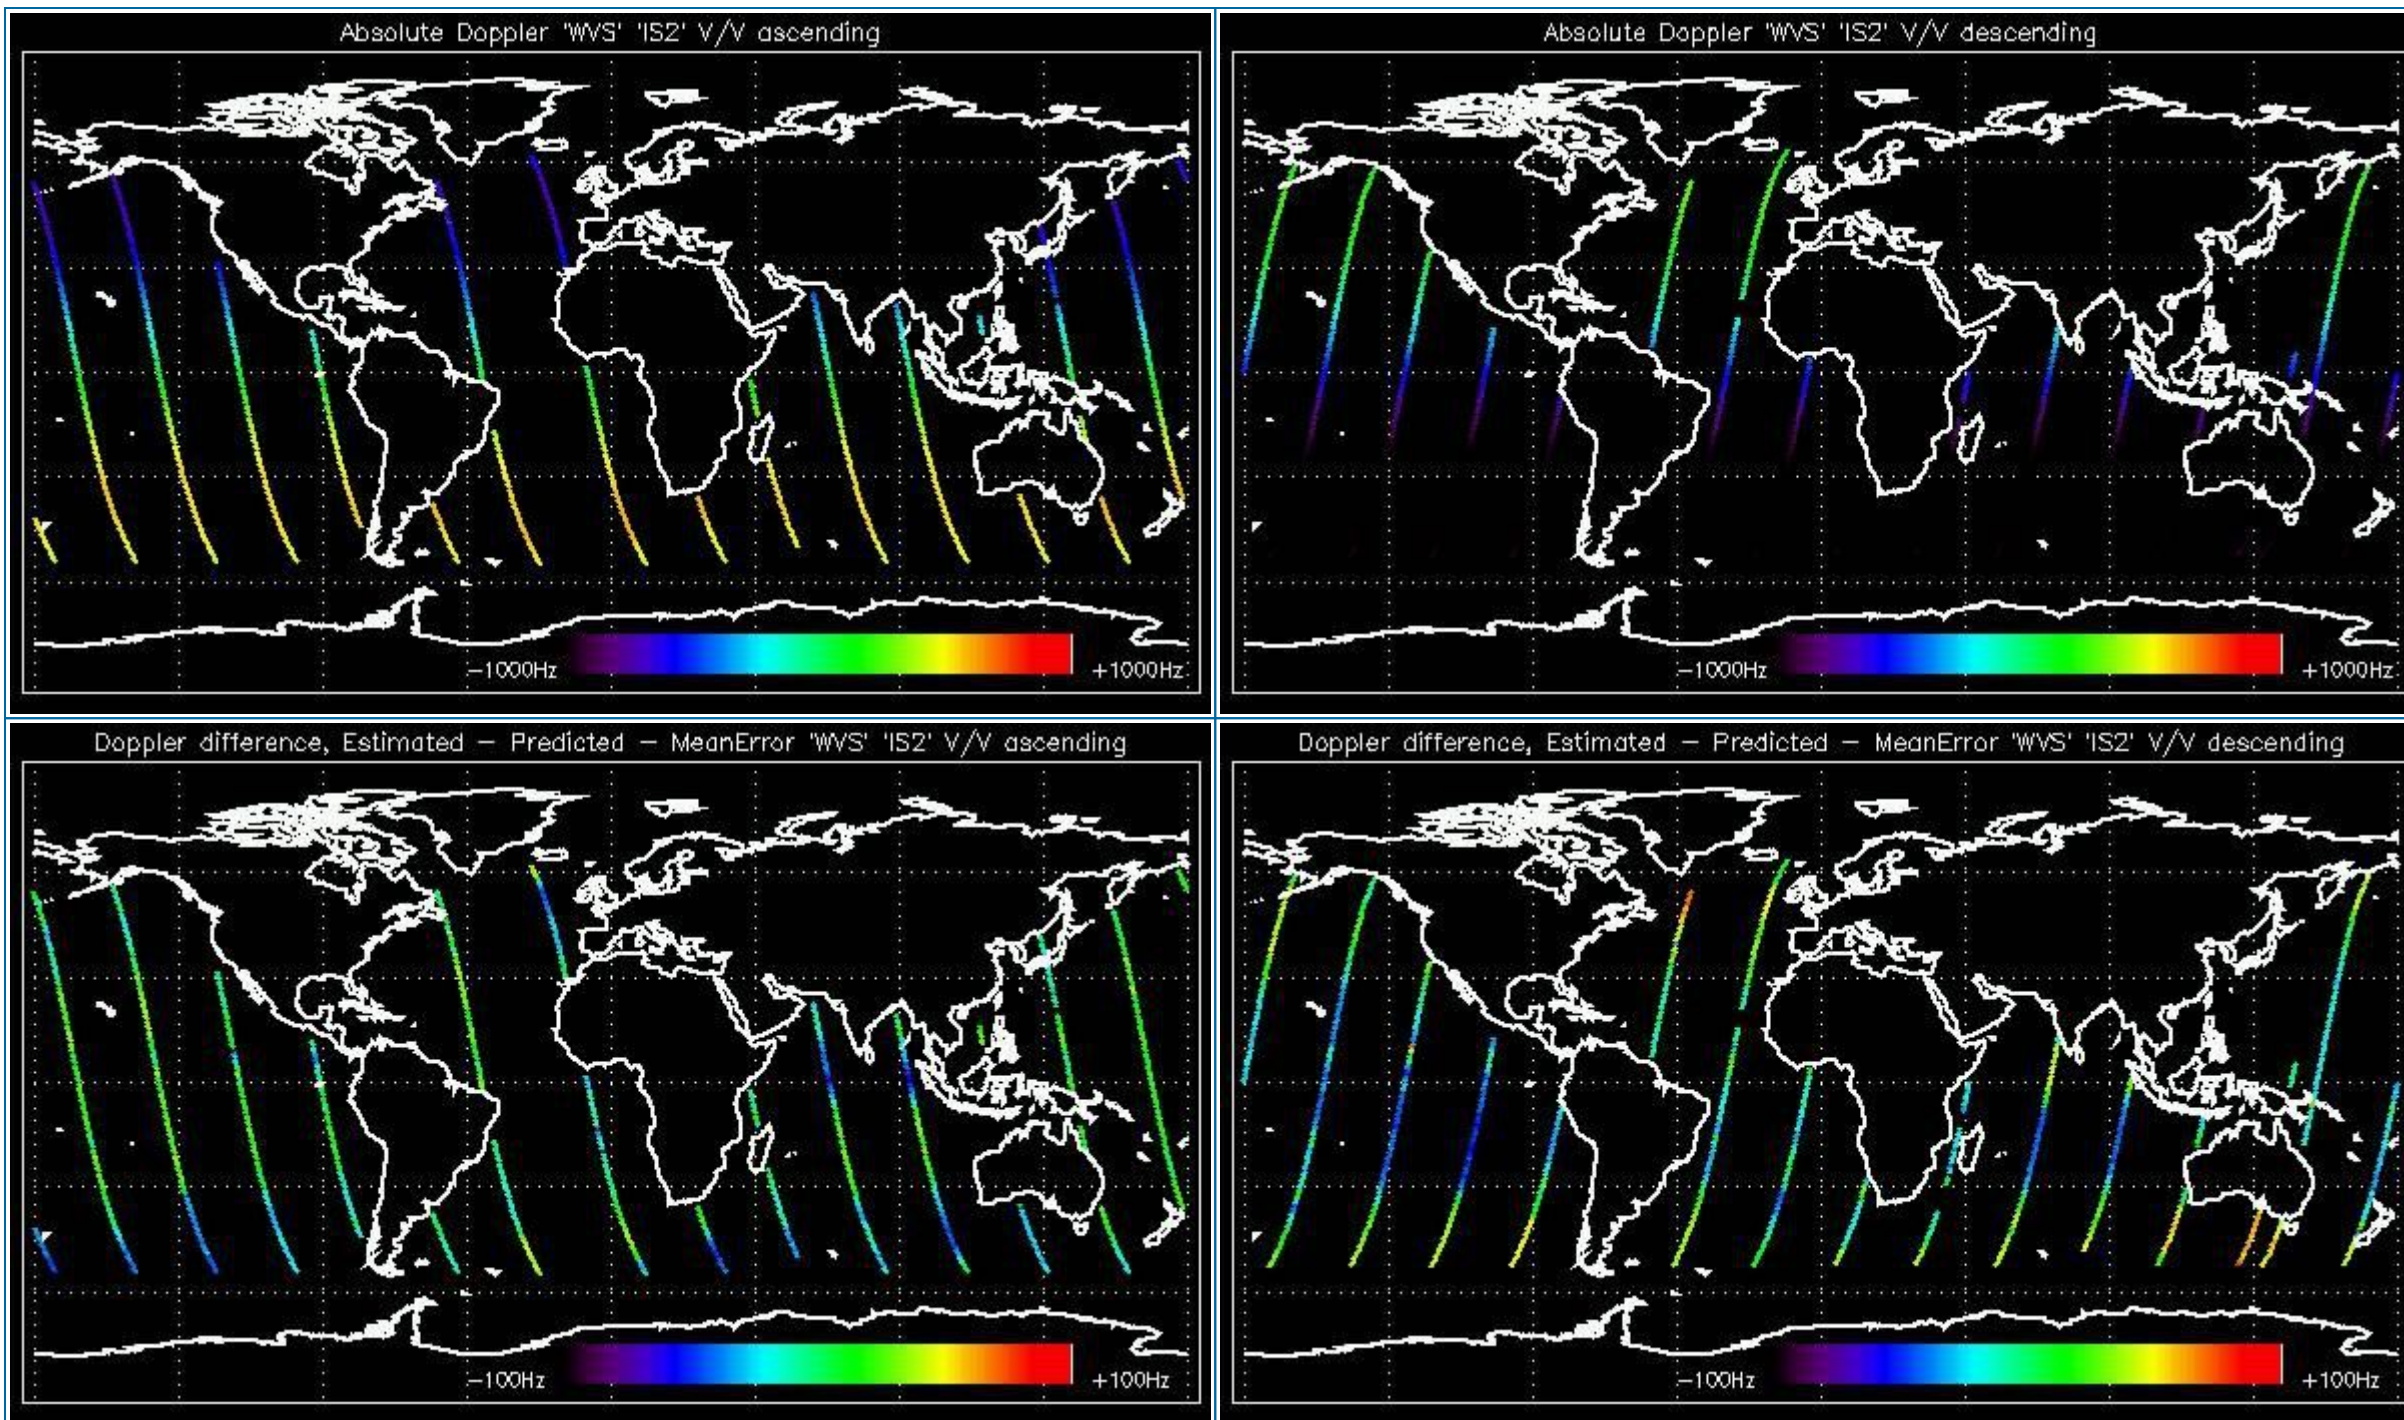 Absolute Doppler 'WVS' 'IS2' V/V ascending
−1000Hz
+1000Hz
Absolute Doppler 'WVS' 'IS2' V/V descending
−1000Hz
+1000Hz
Doppler difference, Estimated − Predicted − MeanError 'WVS' 'IS2' V/V ascending
−100Hz
+100Hz
Doppler difference, Estimated − Predicted − MeanError 'WVS' 'IS2' V/V descending
−100Hz
+100Hz